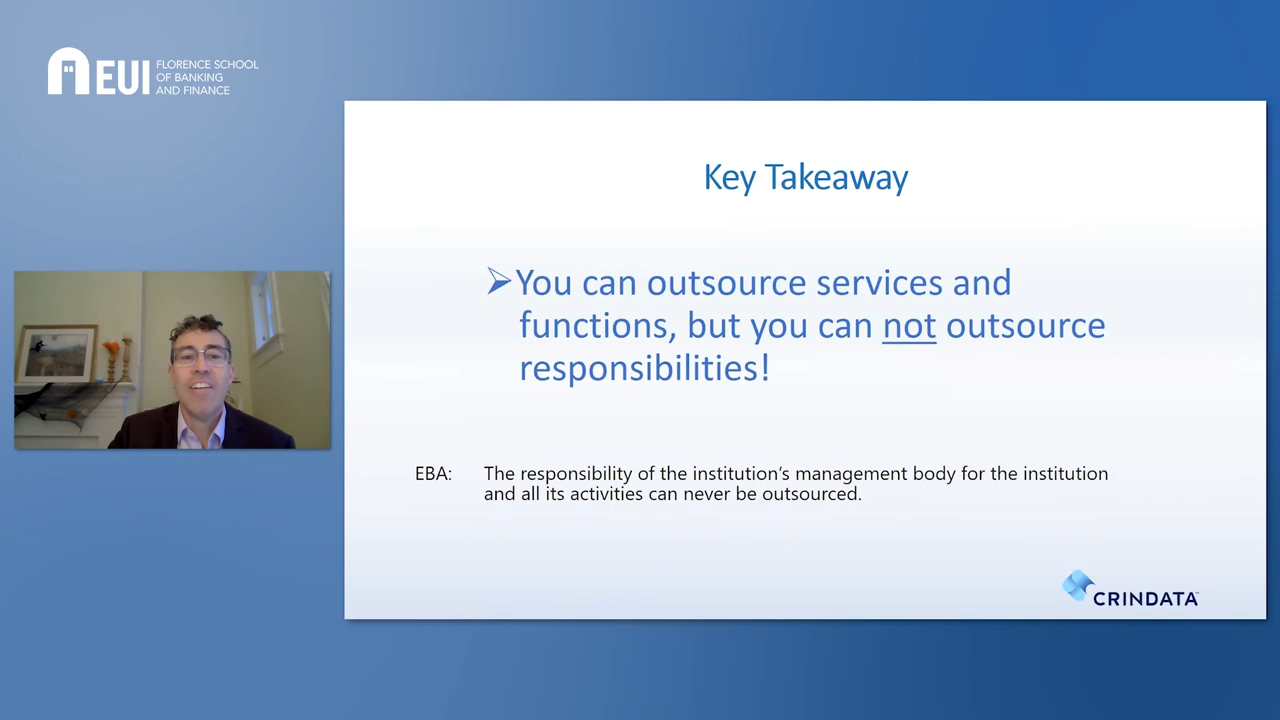 EUI
FLORENCE SCHOOL
OF BANKING
AND FINANCE
Key Takeaway
You can outsource services and
functions, but you can not outsource
responsibilities!
EBA: The responsibility of the institution's management body for the institution
and all its activities can never be outsourced.
CRINDATA